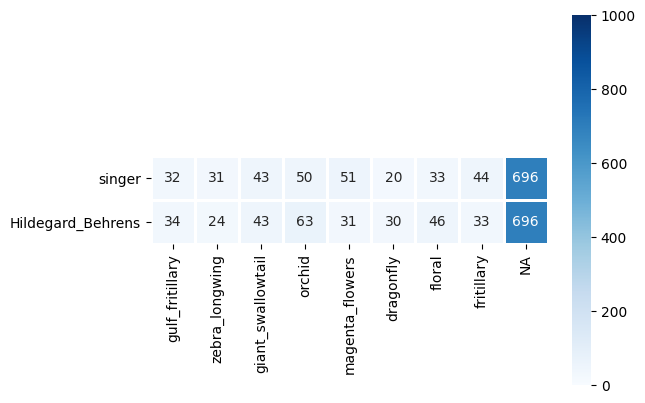 1000
800
600
400
200
0
singer 32 31 43 50 51 20 33 44 696
Hildegard_Behrens 34 24 43 63 31 30 46 33 696
gulf_fritillary zebra_longwing giant_swallowtail orchid magenta_flowers dragonfly floral fritillary NA